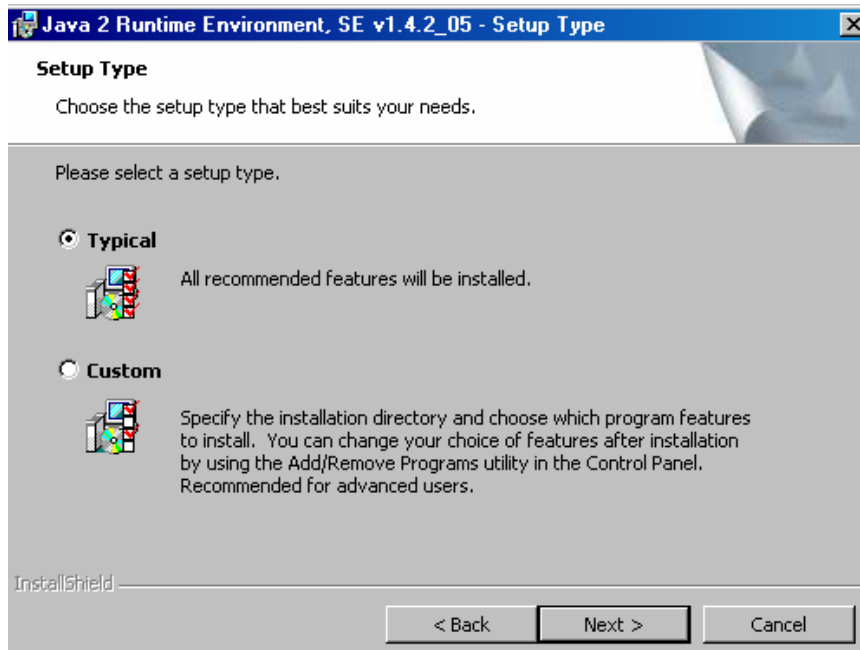 Java 2 Runtime Environment, SE v1.4.2_05 - Setup Type
Setup Type
Choose the setup type that best suits your needs.
Please select a setup type.
Typical
All recommended features will be installed.
Custom
Specify the installation directory and choose which program features
to install.  You can change your choice of features after installation
by using the Add/Remove Programs utility in the Control Panel.
Recommended for advanced users.
InstallShield
< Back
Next >
Cancel